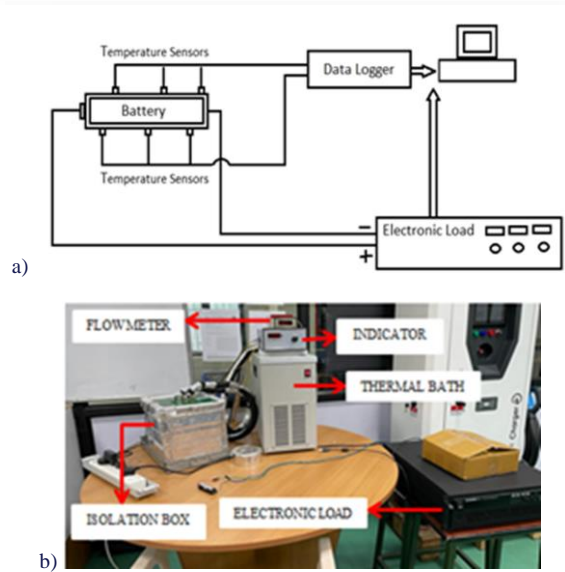 Temperature Sensors
Data Logger
Battery
Temperature Sensors
Electronic Load
−
+
a)
FLOWMETER
INDICATOR
THERMAL BATH
ISOLATION BOX
ELECTRONIC LOAD
b)